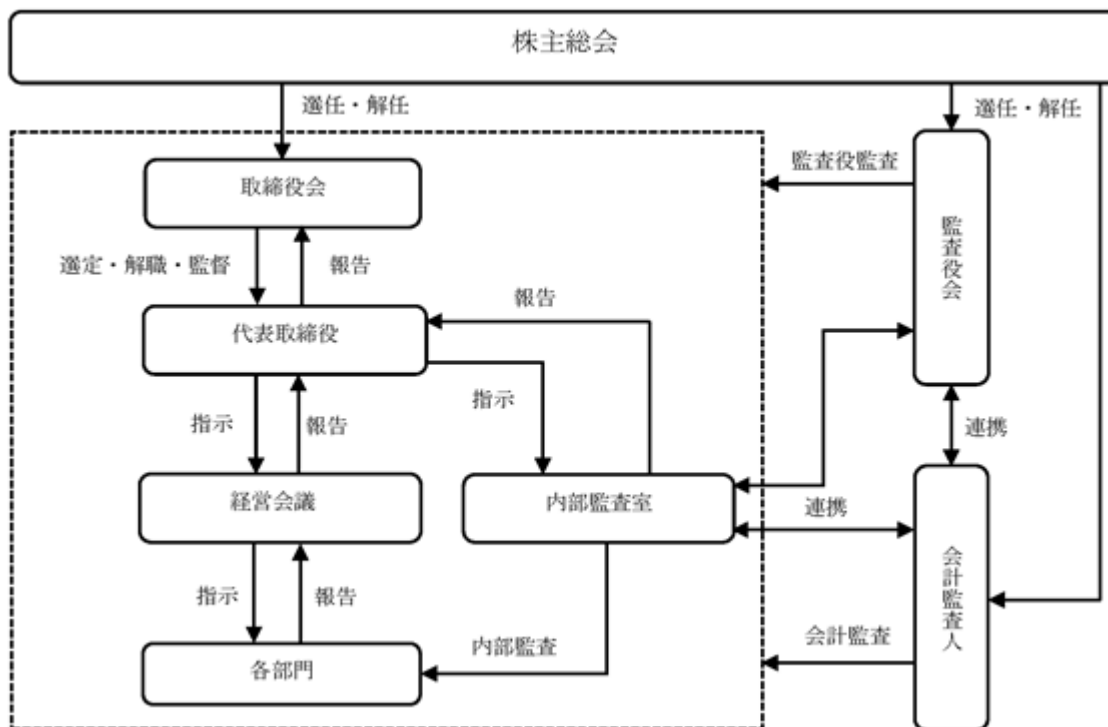 株主総会
選任・解任
選任・解任
取締役会
監査役監査
監査役会
選定・解職・監督
報告
報告
代表取締役
指示
報告
指示
連携
経営会議
内部監査室
連携
会計監査人
指示
報告
内部監査
会計監査
各部門